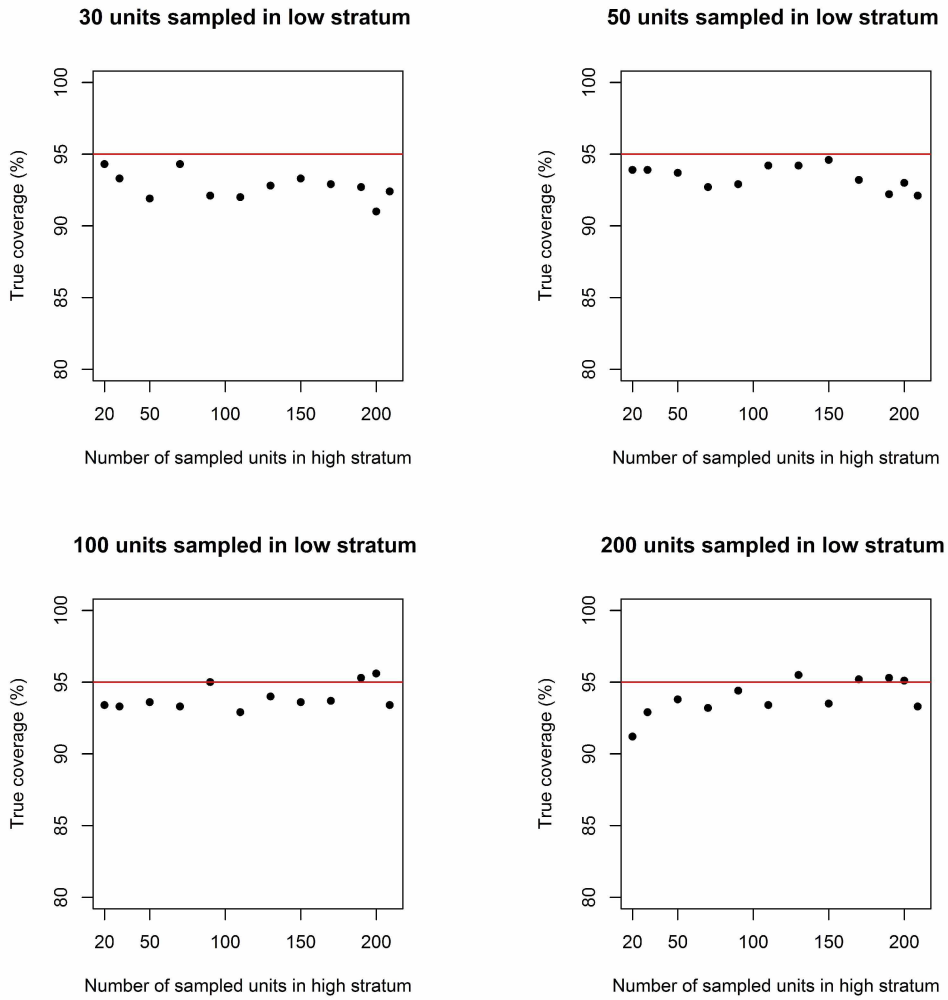 30 units sampled in low stratum
True coverage (%)
100
95
90
85
80
20 50 100 150 200
Number of sampled units in high stratum
50 units sampled in low stratum
True coverage (%)
100
95
90
85
80
20 50 100 150 200
Number of sampled units in high stratum
100 units sampled in low stratum
True coverage (%)
100
95
90
85
80
20 50 100 150 200
Number of sampled units in high stratum
200 units sampled in low stratum
True coverage (%)
100
95
90
85
80
20 50 100 150 200
Number of sampled units in high stratum